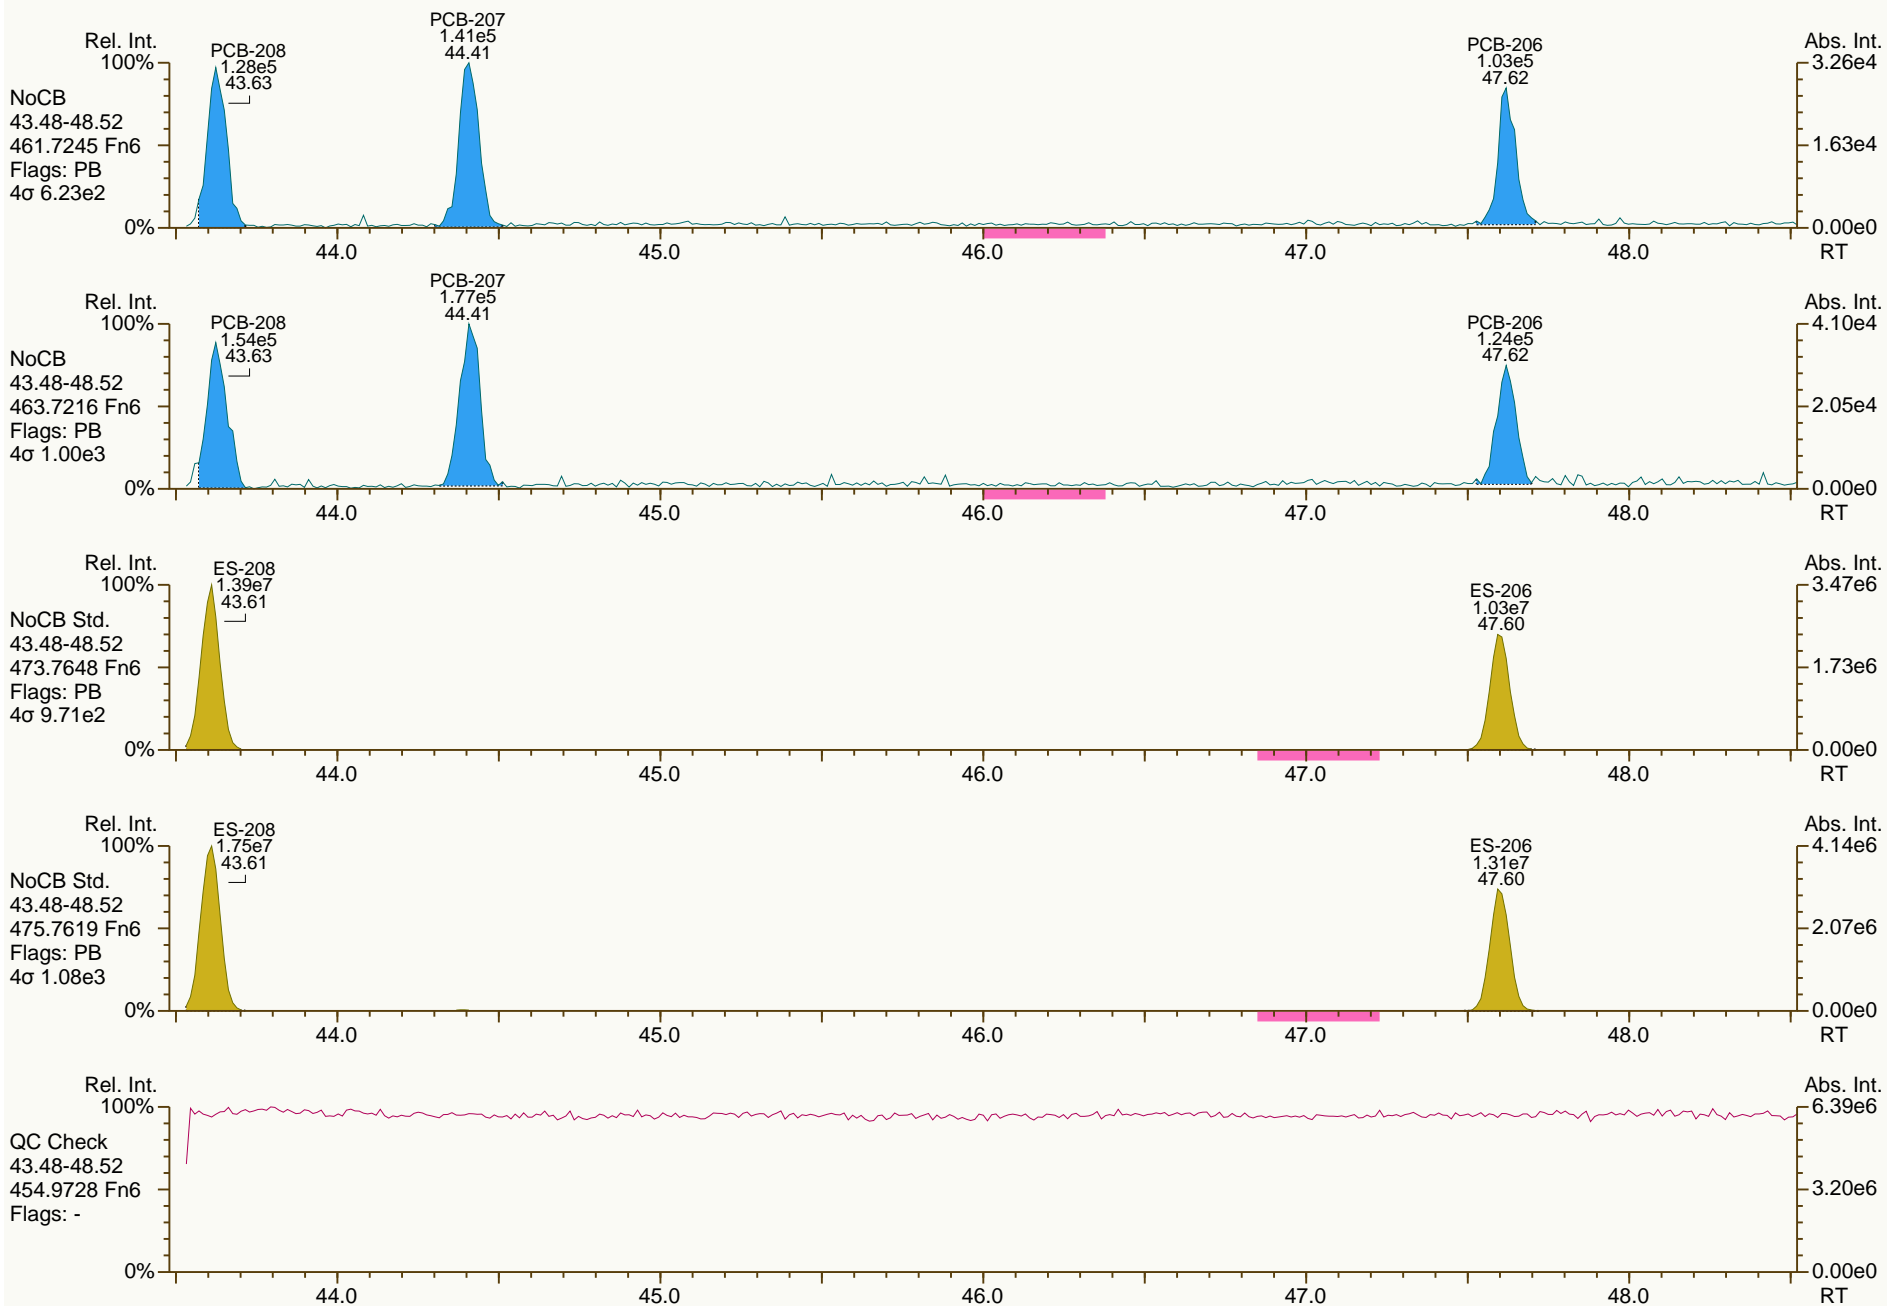 Rel. Int.
Abs. Int.
NoCB
43.48-48.52
461.7245 Fn6
Flags: PB
4σ 6.23e2
100%
0%
PCB-208
1.28e5
43.63
PCB-207
1.41e5
44.41
PCB-206
1.03e5
47.62
3.26e4
1.63e4
0.00e0
44.0 45.0 46.0 47.0 48.0 RT
Rel. Int.
Abs. Int.
NoCB
43.48-48.52
463.7216 Fn6
Flags: PB
4σ 1.00e3
100%
0%
PCB-208
1.54e5
43.63
PCB-207
1.77e5
44.41
PCB-206
1.24e5
47.62
4.10e4
2.05e4
0.00e0
44.0 45.0 46.0 47.0 48.0 RT
Rel. Int.
Abs. Int.
NoCB Std.
43.48-48.52
473.7648 Fn6
Flags: PB
4σ 9.71e2
100%
0%
ES-208
1.39e7
43.61
ES-206
1.03e7
47.60
3.47e6
1.73e6
0.00e0
44.0 45.0 46.0 47.0 48.0 RT
Rel. Int.
Abs. Int.
NoCB Std.
43.48-48.52
475.7619 Fn6
Flags: PB
4σ 1.08e3
100%
0%
ES-208
1.75e7
43.61
ES-206
1.31e7
47.60
4.14e6
2.07e6
0.00e0
44.0 45.0 46.0 47.0 48.0 RT
Rel. Int.
Abs. Int.
QC Check
43.48-48.52
454.9728 Fn6
Flags: -
100%
0%
6.39e6
3.20e6
0.00e0
44.0 45.0 46.0 47.0 48.0 RT